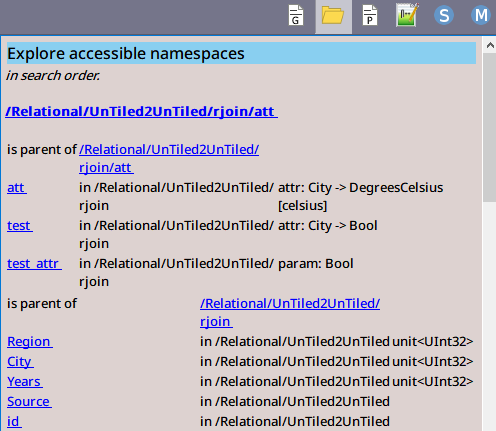 G P S M
Explore accessible namespaces
in search order.
/Relational/UnTiled2UnTiled/rjoin/att
is parent of /Relational/UnTiled2UnTiled/
rjoin/att
att in /Relational/UnTiled2UnTiled/ attr: City -> DegreesCelsius
rjoin [celsius]
test in /Relational/UnTiled2UnTiled/ attr: City -> Bool
rjoin
test_attr in /Relational/UnTiled2UnTiled/ param: Bool
rjoin
is parent of /Relational/UnTiled2UnTiled/
rjoin
Region in /Relational/UnTiled2UnTiled unit<UInt32>
City in /Relational/UnTiled2UnTiled unit<UInt32>
Years in /Relational/UnTiled2UnTiled unit<UInt32>
Source in /Relational/UnTiled2UnTiled
id in /Relational/UnTiled2UnTiled